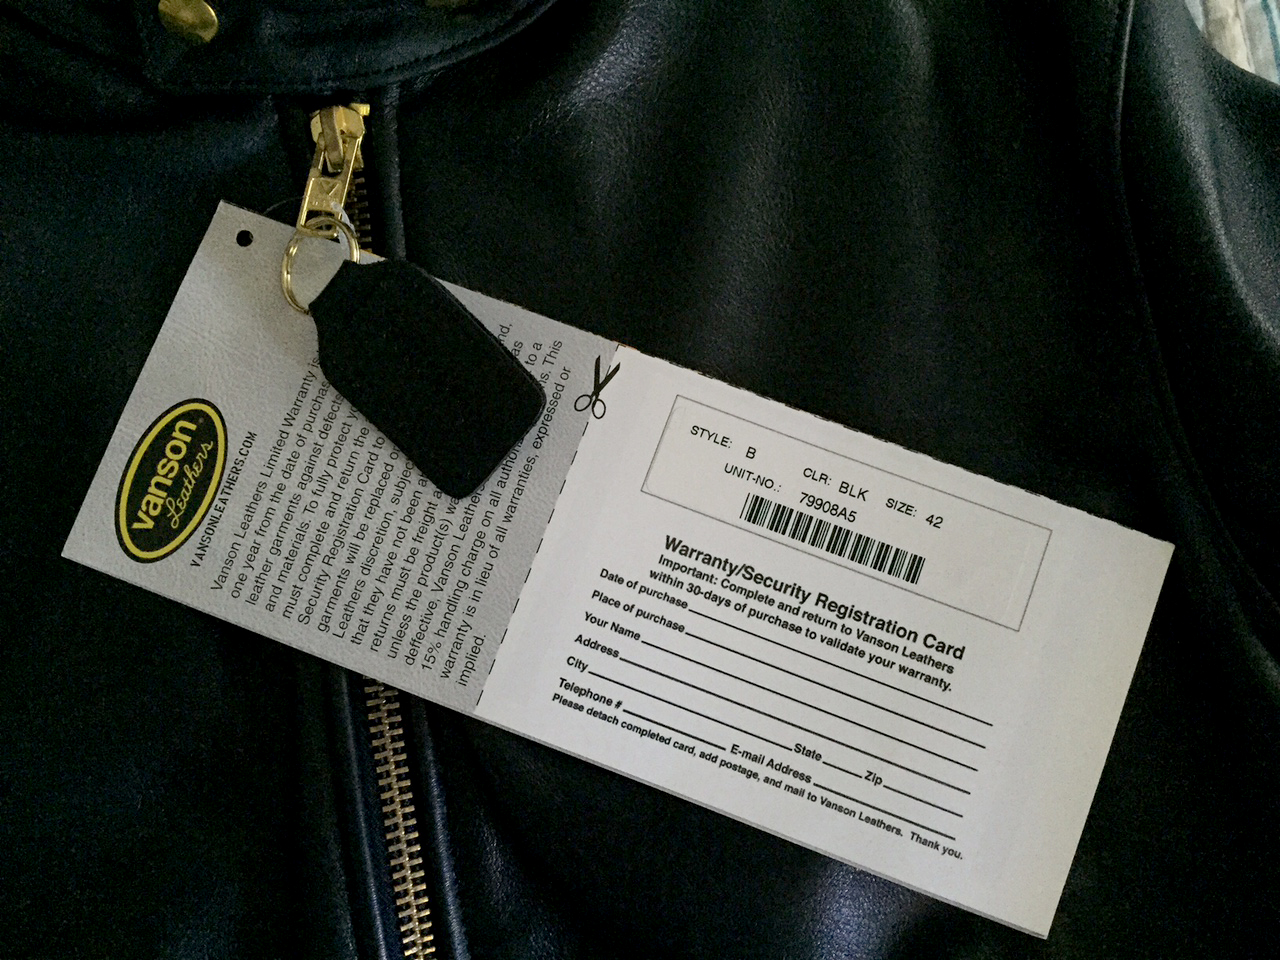 vanson
Leathers
VANSONLEATHERS.COM
Vanson Leathers Limited Warranty is
one year from the date of purchase
leather garments against defects
and materials. To fully protect
must complete and return the
Security Registration Card to
garments will be replaced
Leathers discretion, subject
that they have not been
returns must be freight
unless the product(s)
defective, Vanson Leathers to a
15% handling charge on all This
warranty is in lieu of all warranties, expressed or
implied.
STYLE: B CLR: BLK SIZE: 42
UNIT-NO.: 79908A5
Warranty/Security Registration Card
Important: Complete and return to Vanson Leathers
within 30-days of purchase to validate your warranty.
Date of purchase
Place of purchase
Your Name
Address
City State Zip
Telephone # E-mail Address
Please detach completed card, add postage, and mail to Vanson Leathers. Thank you.